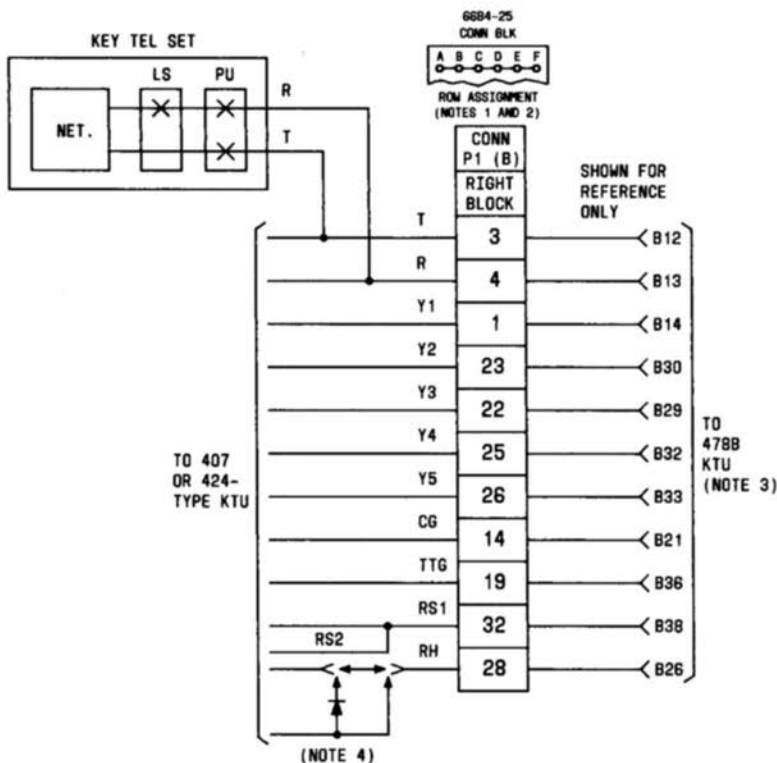 66B4-25
CONN BLK
A B C D E F
ROW ASSIGNMENT
(NOTES 1 AND 2)
KEY TEL SET
NET.
LS
PU
R
T
CONN
P1 (B)
RIGHT
BLOCK
SHOWN FOR
REFERENCE
ONLY
T 3 B12
R 4 B13
Y1 1 B14
Y2 23 B30
Y3 22 B29
Y4 25 B32
Y5 26 B33
CG 14 B21
TTG 19 B36
RS1 32 B38
RS2
RH 28 B26
TO 407
OR 424-
TYPE KTU
TO
478B
KTU
(NOTE 3)
(NOTE 4)